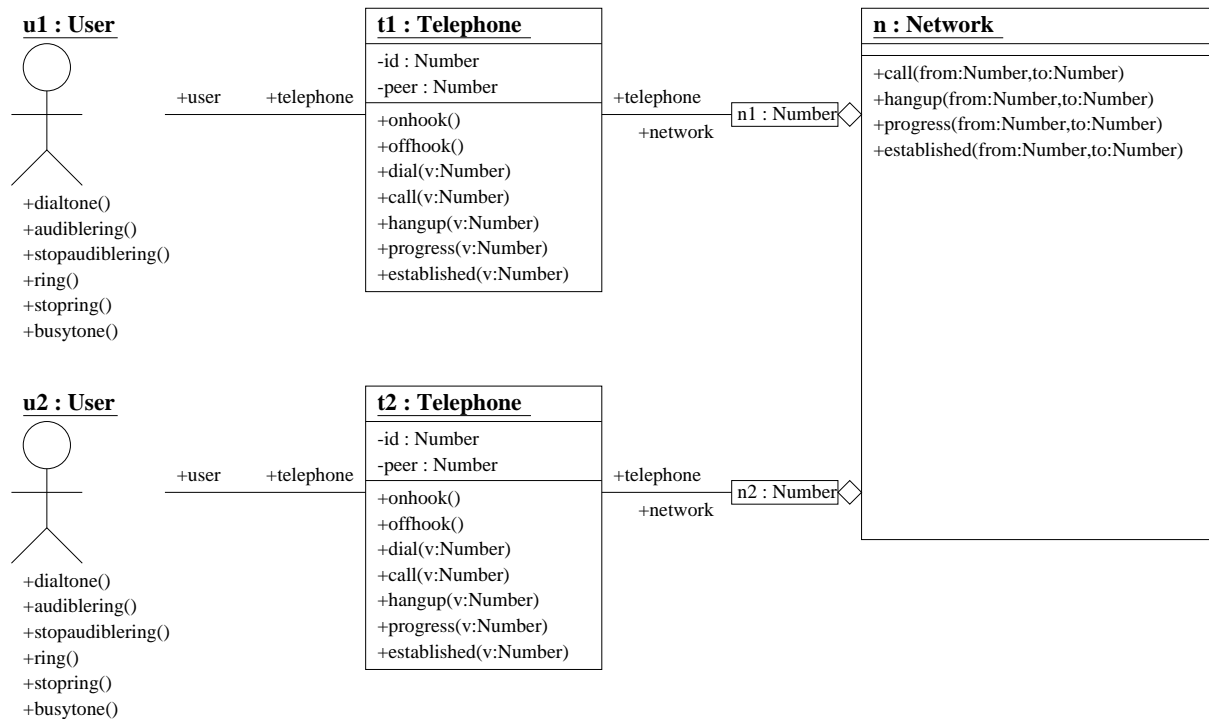 u1 : User
+dialtone()
+audiblering()
+stopaudiblering()
+ring()
+stopring()
+busytone()
+user
+telephone
t1 : Telephone
-id : Number
-peer : Number
+onhook()
+offhook()
+dial(v:Number)
+call(v:Number)
+hangup(v:Number)
+progress(v:Number)
+established(v:Number)
+telephone
+network
n1 : Number
n : Network
+call(from:Number,to:Number)
+hangup(from:Number,to:Number)
+progress(from:Number,to:Number)
+established(from:Number,to:Number)
u2 : User
+dialtone()
+audiblering()
+stopaudiblering()
+ring()
+stopring()
+busytone()
+user
+telephone
t2 : Telephone
-id : Number
-peer : Number
+onhook()
+offhook()
+dial(v:Number)
+call(v:Number)
+hangup(v:Number)
+progress(v:Number)
+established(v:Number)
+telephone
+network
n2 : Number